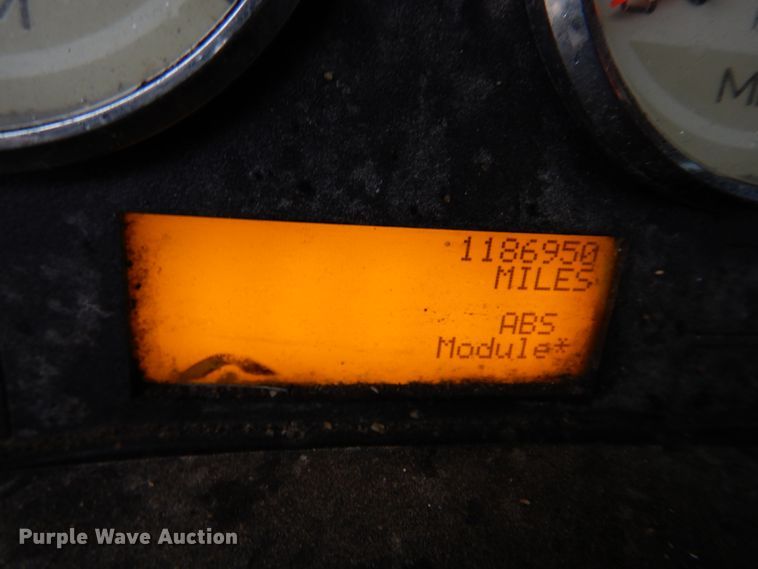 1186950
MILES
ABS
Module*
Purple Wave Auction